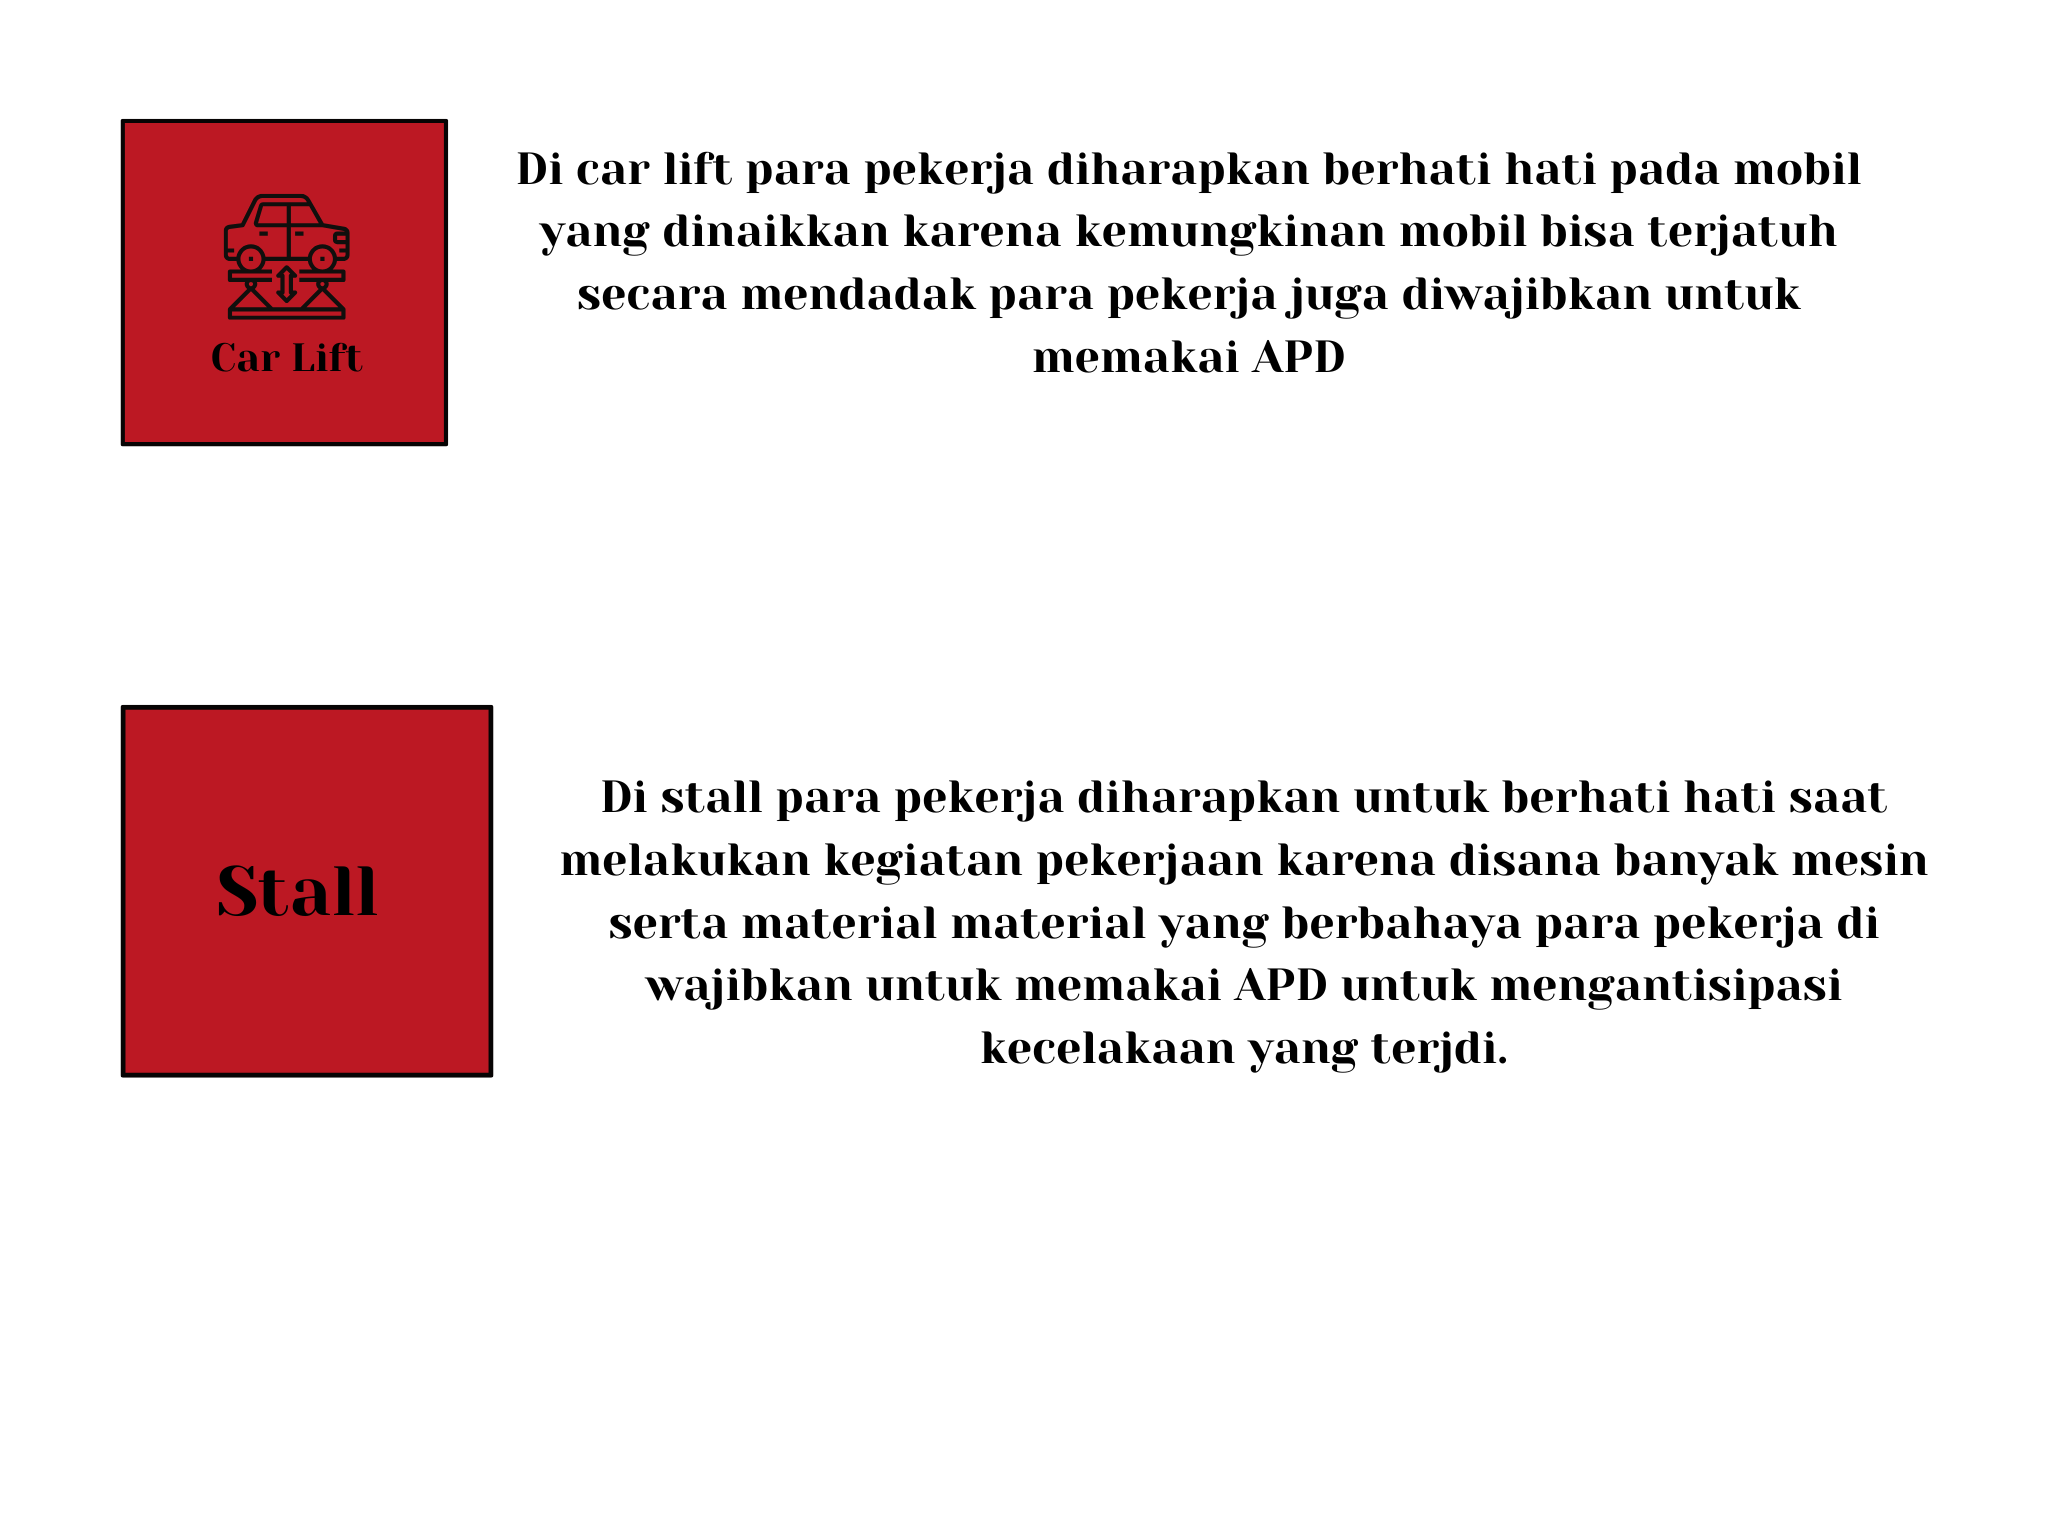 Car Lift
Di car lift para pekerja diharapkan berhati hati pada mobil
yang dinaikkan karena kemungkinan mobil bisa terjatuh
secara mendadak para pekerja juga diwajibkan untuk
memakai APD
Stall
Di stall para pekerja diharapkan untuk berhati hati saat
melakukan kegiatan pekerjaan karena disana banyak mesin
serta material material yang berbahaya para pekerja di
wajibkan untuk memakai APD untuk mengantisipasi
kecelakaan yang terjdi.